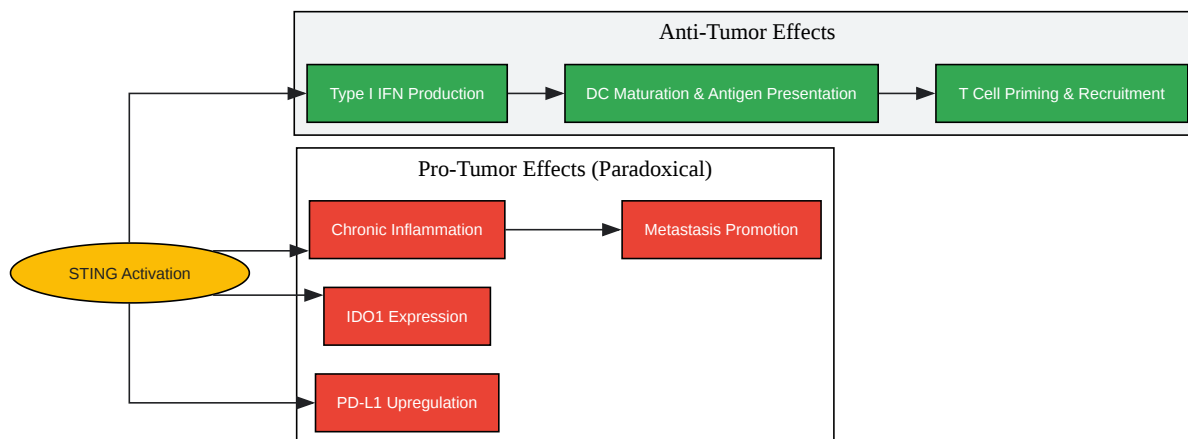 Anti-Tumor Effects
Type I IFN Production
DC Maturation & Antigen Presentation
T Cell Priming & Recruitment
Pro-Tumor Effects (Paradoxical)
Chronic Inflammation
Metastasis Promotion
STING Activation
IDO1 Expression
PD-L1 Upregulation